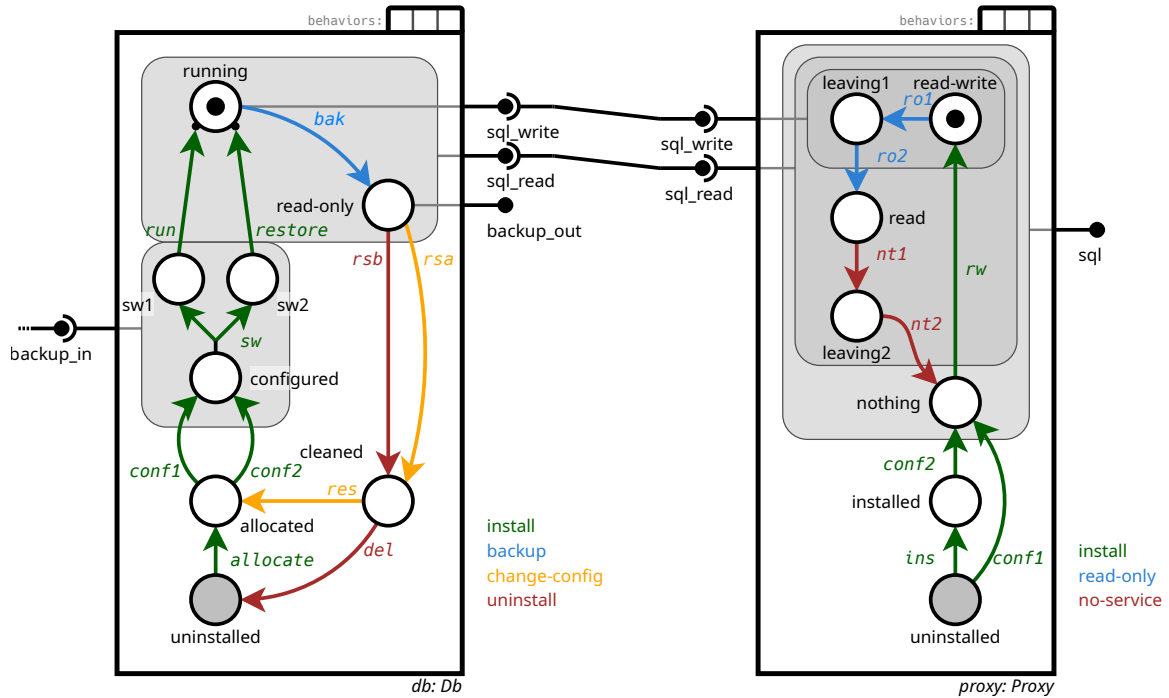 behaviors:
behaviors:
running
bak
sql_write
sql_read
read-only
backup_out
run
restore
rsb
rsa
sw1
sw2
backup_in
sw
configured
conf1
conf2
cleaned
res
allocated
allocate
del
uninstalled
install
backup
change-config
uninstall
db: Db
leaving1
read-write
ro1
sql_write
ro2
sql_read
read
nt1
sql
rw
nt2
leaving2
nothing
conf2
installed
ins
conf1
uninstalled
install
read-only
no-service
proxy: Proxy